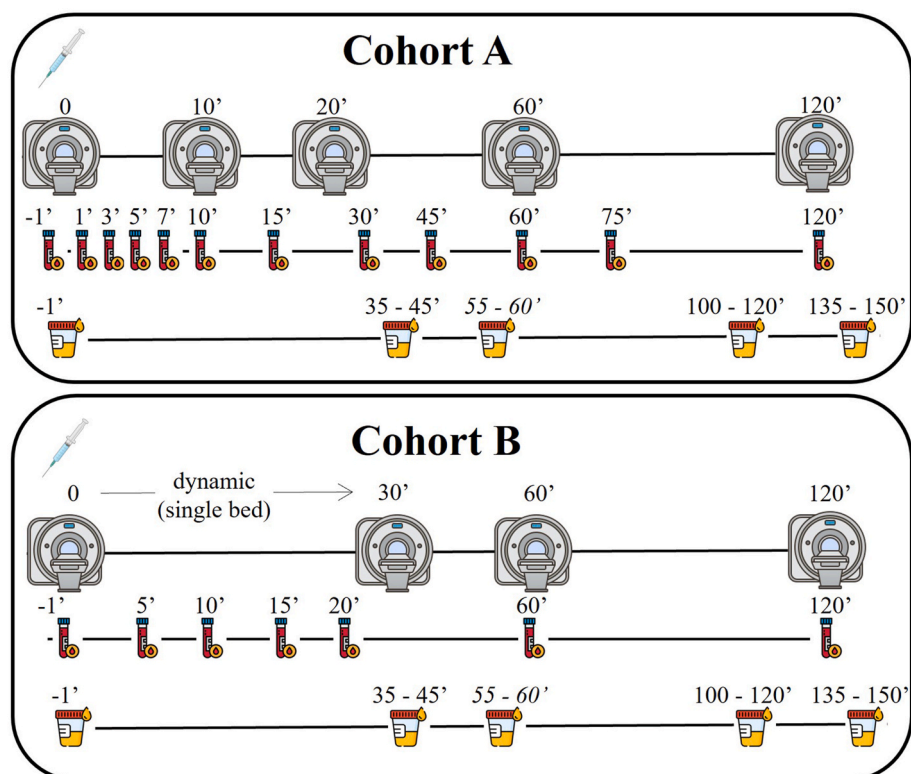 Cohort A
0 10’ 20’ 60’ 120’
-1’ 1’ 3’ 5’ 7’ 10’ 15’ 30’ 45’ 60’ 75’ 120’
-1’ 35 - 45’ 55 - 60’ 100 - 120’ 135 - 150’
Cohort B
0 dynamic 30’ 60’ 120’
(single bed)
-1’ 5’ 10’ 15’ 20’ 60’ 120’
-1’ 35 - 45’ 55 - 60’ 100 - 120’ 135 - 150’